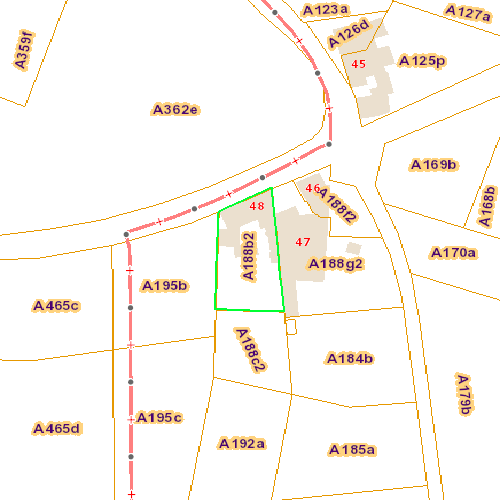 A123a
A127a
A126d
A359f
45
A125p
A362e
A169b
46
A168b
A188f2
48
A188b2
47
A170a
A188g2
A195b
A465c
A188c2
A184b
A179b
A195c
A465d
A192a
A185a